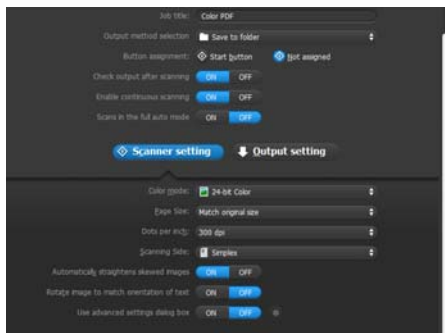 Job title: Color PDF
Output method selection Save to folder
Button assignment: Start button Not assigned
Check output after scanning ON OFF
Enable continuous scanning ON OFF
Scans in the full auto mode ON OFF
Scanner setting Output setting
Color mode: 24-bit Color
Page Size: Match original size
Dots per inch: 300 dpi
Scanning Side: Simplex
Automatically straightens skewed images ON OFF
Rotate image to match orientation of text ON OFF
Use advanced settings dialog box ON OFF